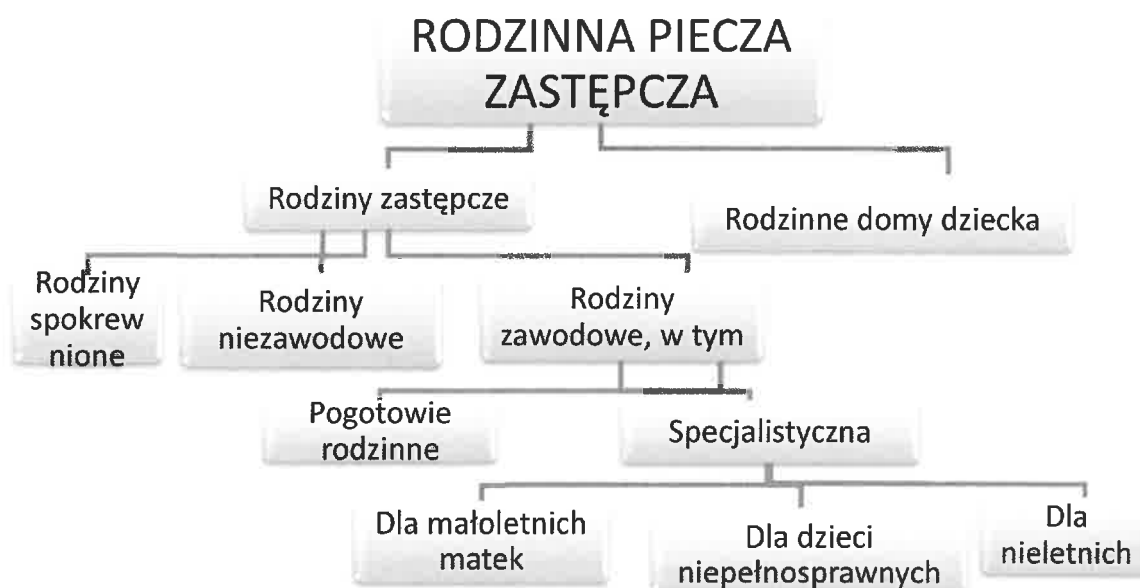 RODZINNA PIECZA
ZASTĘPCZA
Rodziny zastępcze
Rodzinne domy dziecka
Rodziny
spokrew
nione
Rodziny
niezawodowe
Rodziny
zawodowe, w tym
Pogotowie
rodzinne
Specjalistyczna
Dla małoletnich
matek
Dla dzieci
niepełnosprawnych
Dla
nieletnich